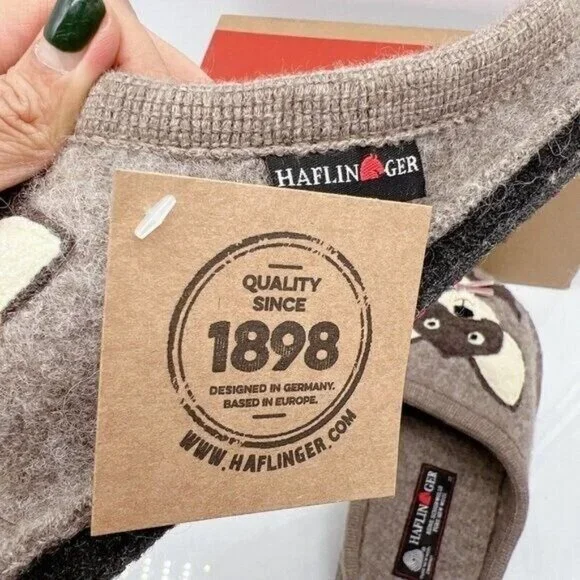 HAFLINGER
QUALITY
SINCE
1898
DESIGNED IN GERMANY.
BASED IN EUROPE.
WWW.HAFLINGER.COM
HAFLINGER